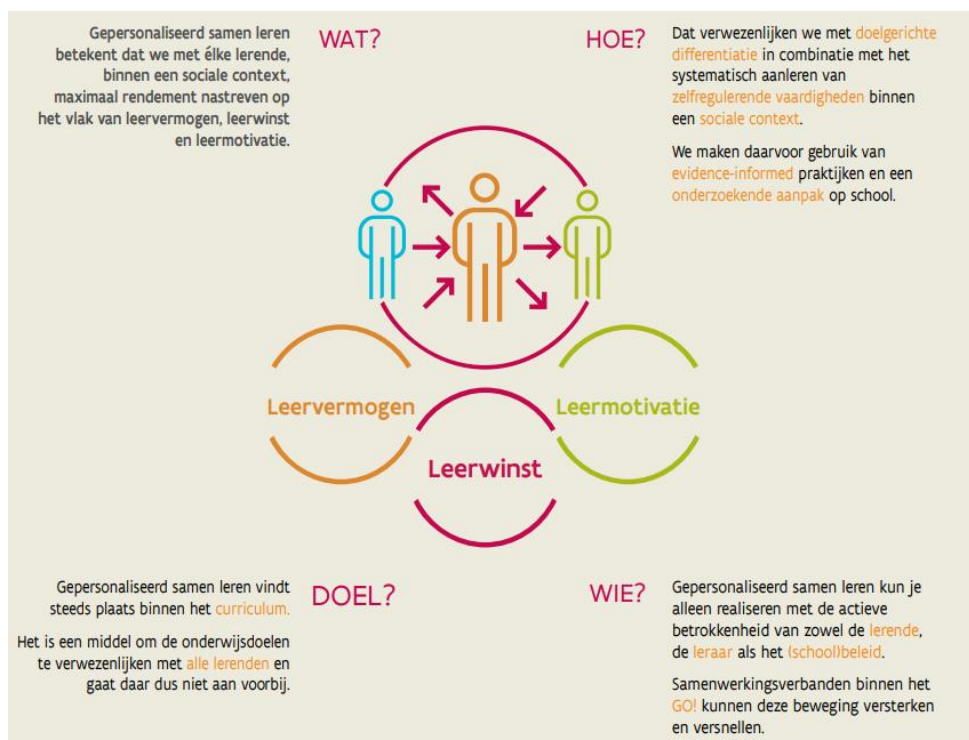 WAT?
Gepersonaliseerd samen leren
betekent dat we met élke lerende,
binnen een sociale context,
maximaal rendement nastreven op
het vlak van leervermogen, leerwinst
en leermotivatie.
HOE?
Dat verwezenlijken we met doelgerichte
differentiatie in combinatie met het
systematisch aanleren van
zelfregulerende vaardigheden binnen
een sociale context.
We maken daarvoor gebruik van
evidence-informed praktijken en een
onderzoekende aanpak op school.
Leervermogen
Leermotivatie
Leerwinst
DOEL?
Gepersonaliseerd samen leren vindt
steeds plaats binnen het curriculum.
Het is een middel om de onderwijsdoelen
te verwezenlijken met alle lerenden en
gaat daar dus niet aan voorbij.
WIE?
Gepersonaliseerd samen leren kun je
alleen realiseren met de actieve
betrokkenheid van zowel de lerende,
de leraar als het (school)beleid.
Samenwerkingsverbanden binnen het
GO! kunnen deze beweging versterken
en versnellen.